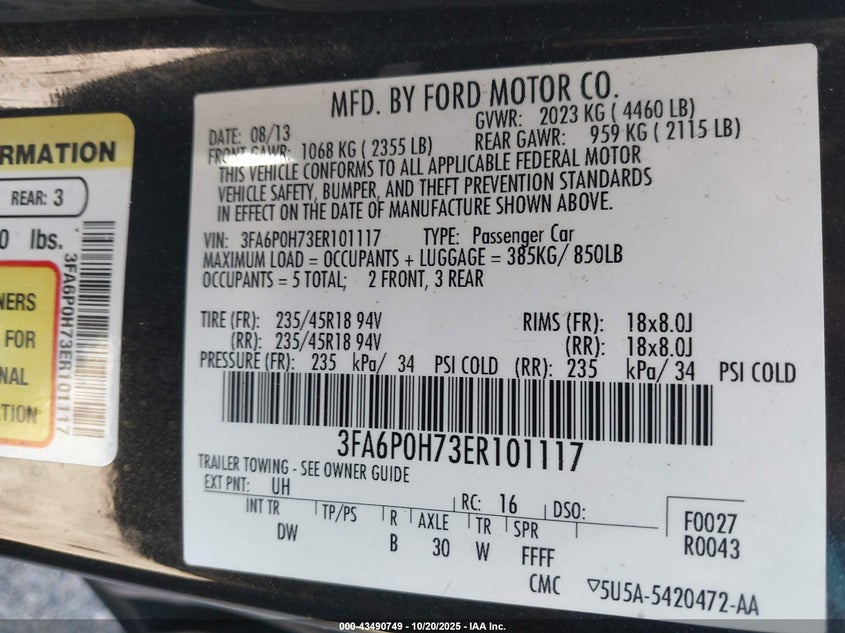 MFD. BY FORD MOTOR CO.
DATE: 08/13
GVWR: 2023 KG ( 4460 LB)
FRONT GAWR: 1068 KG ( 2355 LB)
REAR GAWR: 959 KG ( 2115 LB)
THIS VEHICLE CONFORMS TO ALL APPLICABLE FEDERAL MOTOR
VEHICLE SAFETY, BUMPER, AND THEFT PREVENTION STANDARDS
IN EFFECT ON THE DATE OF MANUFACTURE SHOWN ABOVE.
VIN: 3FA6P0H73ER101117 TYPE: Passenger Car
MAXIMUM LOAD = OCCUPANTS + LUGGAGE = 385KG/ 850LB
OCCUPANTS = 5 TOTAL; 2 FRONT, 3 REAR
TIRE (FR): 235/45R18 94V RIMS (FR): 18x8.0J
(RR): 235/45R18 94V (RR): 18x8.0J
PRESSURE (FR): 235 kPa/ 34 PSI COLD (RR): 235 kPa/ 34 PSI COLD
3FA6P0H73ER101117
TRAILER TOWING - SEE OWNER GUIDE
EXT PNT: UH RC: 16 DSO:
INT TR TP/PS R AXLE TR SPR
DW B 30 W FFFF
F0027
R0043
CMC ▽5U5A-5420472-AA
RMATION
REAR: 3
0 lbs.
NERS
FOR
NAL
ATION
3FA6P0H73ER101117
000-43490749 - 10/20/2025 - IAA Inc.